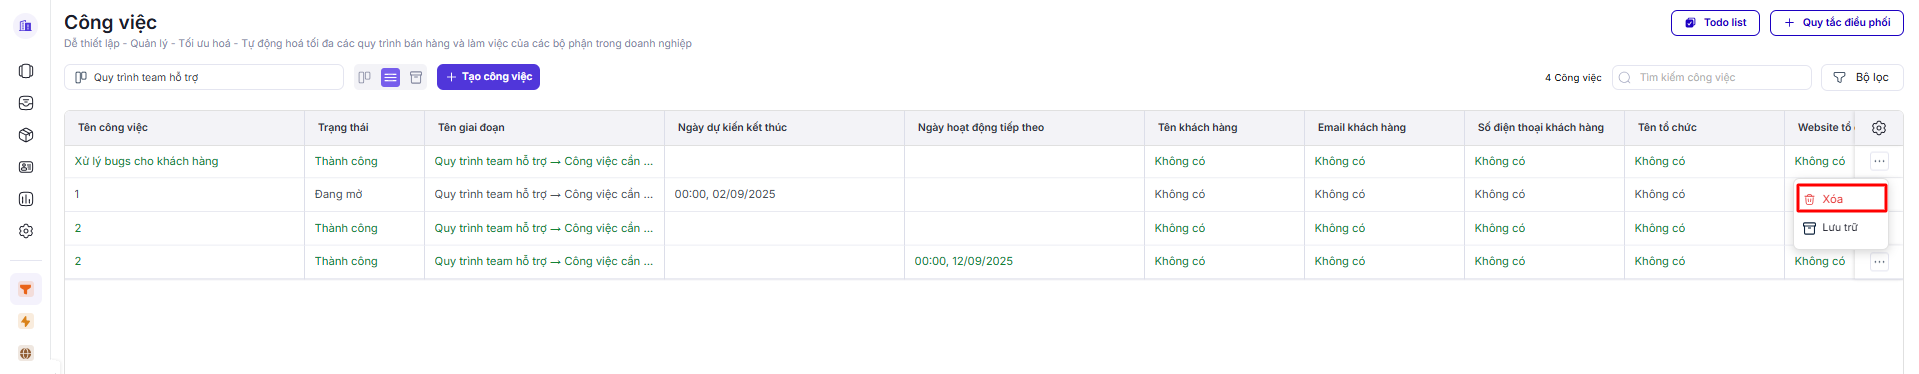 Công việc
Todo list
Quy tắc điều phối
Dễ thiết lập - Quản lý - Tối ưu hoá - Tự động hoá tối đa các quy trình bán hàng và làm việc của các bộ phận trong doanh nghiệp
Quy trình team hỗ trợ
Tạo công việc
4 Công việc
Tìm kiếm công việc
Bộ lọc
Tên công việc Trạng thái Tên giai đoạn Ngày dự kiến kết thúc Ngày hoạt động tiếp theo Tên khách hàng Email khách hàng Số điện thoại khách hàng Tên tổ chức Website tổ
Xử lý bugs cho khách hàng Thành công Quy trình team hỗ trợ → Công việc cần ... Không có Không có Không có Không có Không có
1 Đang mở Quy trình team hỗ trợ → Công việc cần ... 00:00, 02/09/2025 Không có Không có Không có Không có
2 Thành công Quy trình team hỗ trợ → Công việc cần ... Không có Không có Không có Không có
2 Thành công Quy trình team hỗ trợ → Công việc cần ... 00:00, 12/09/2025 Không có Không có Không có Không có Không có
Xóa
Lưu trữ